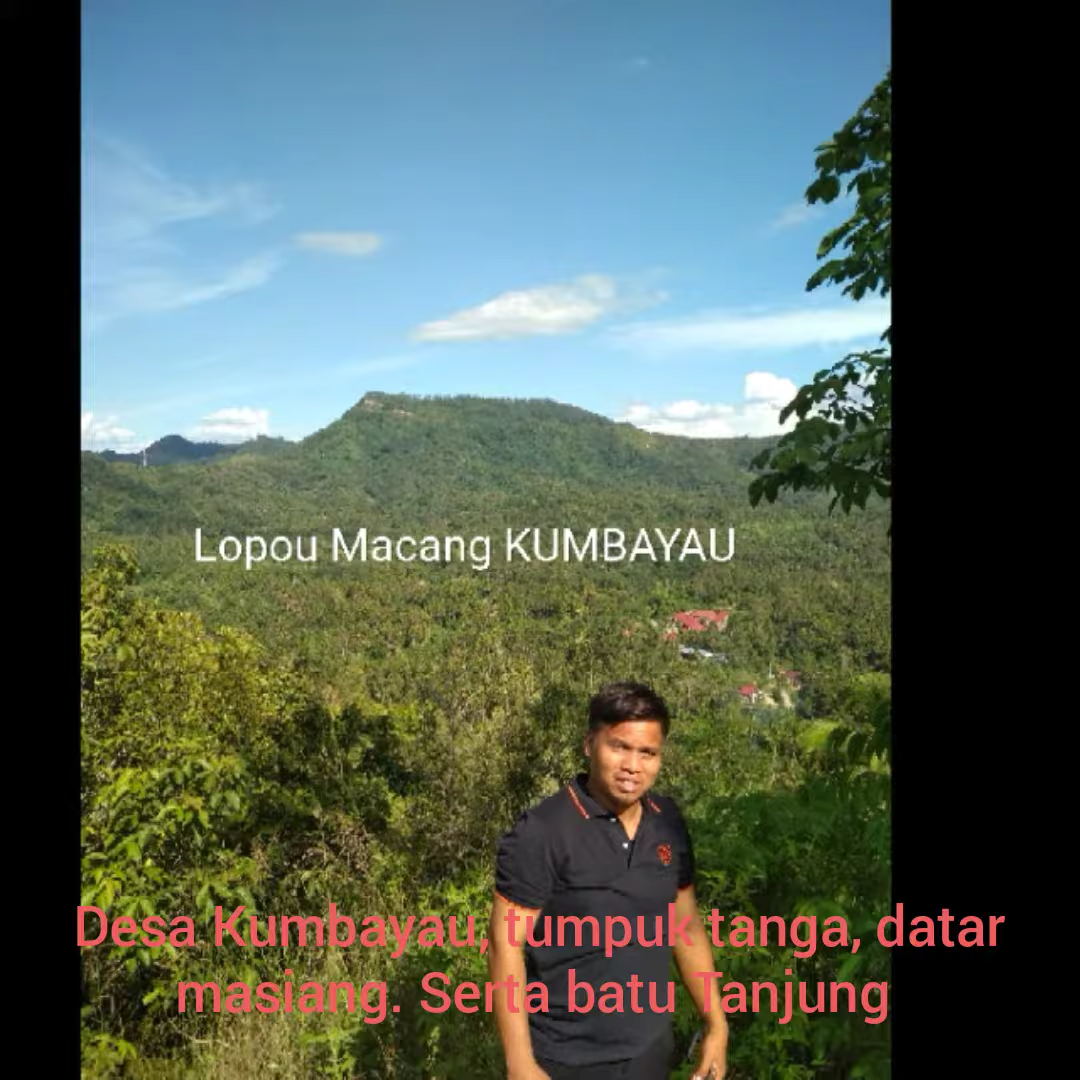 Lopou Macang KUMBAYAU
Desa Kumbayau, tumpuk tanga, datar
masiang. Serta batu Tanjung